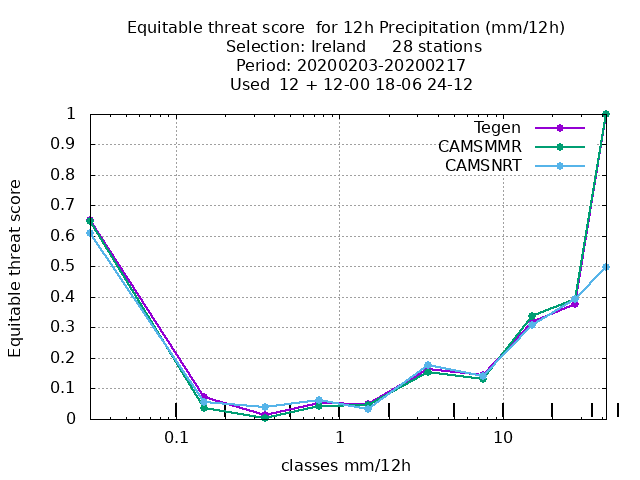 Equitable threat score  for 12h Precipitation (mm/12h)
Selection: Ireland     28 stations
Period: 20200203-20200217
Used  12 + 12-00 18-06 24-12
Tegen
CAMSMMR
CAMSNRT
Equitable threat score
1
0.9
0.8
0.7
0.6
0.5
0.4
0.3
0.2
0.1
0
0.1
1
10
classes mm/12h